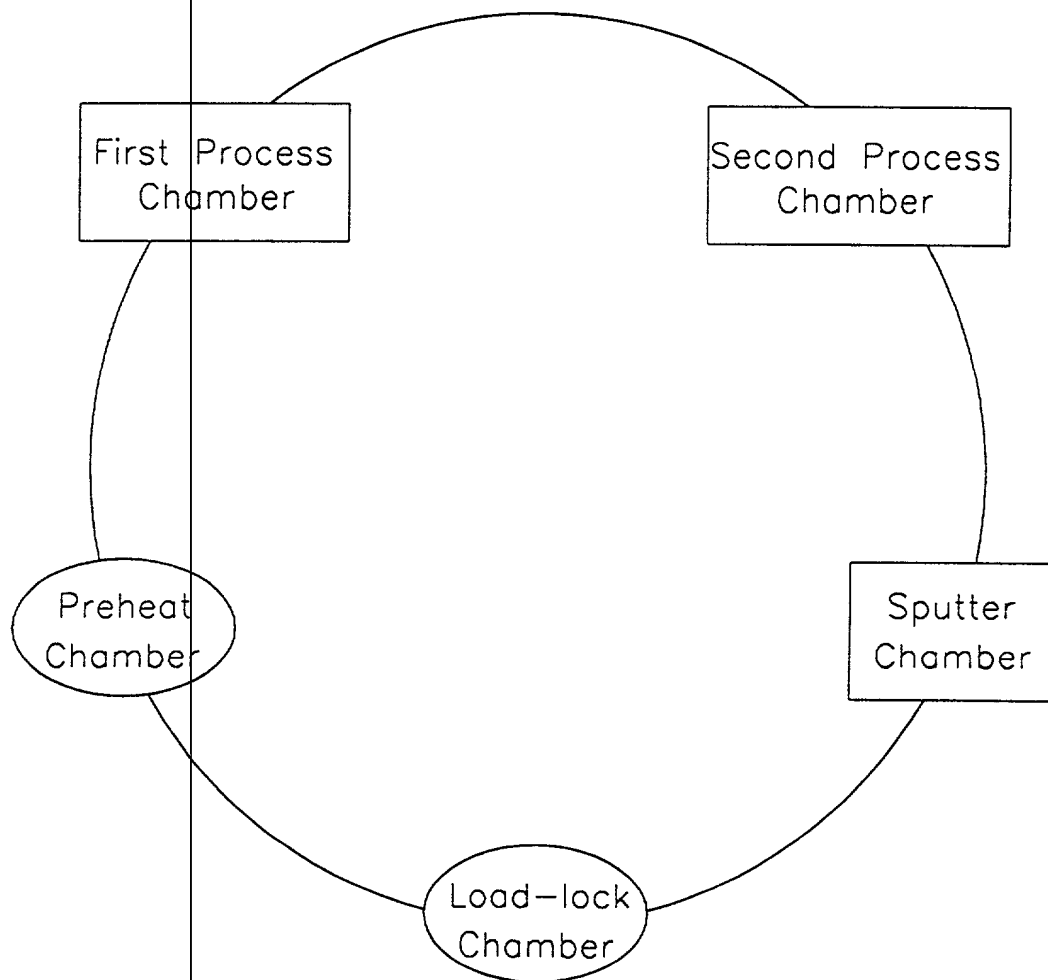 First Process
Chamber
Second Process
Chamber
Preheat
Chamber
Sputter
Chamber
Load-lock
Chamber